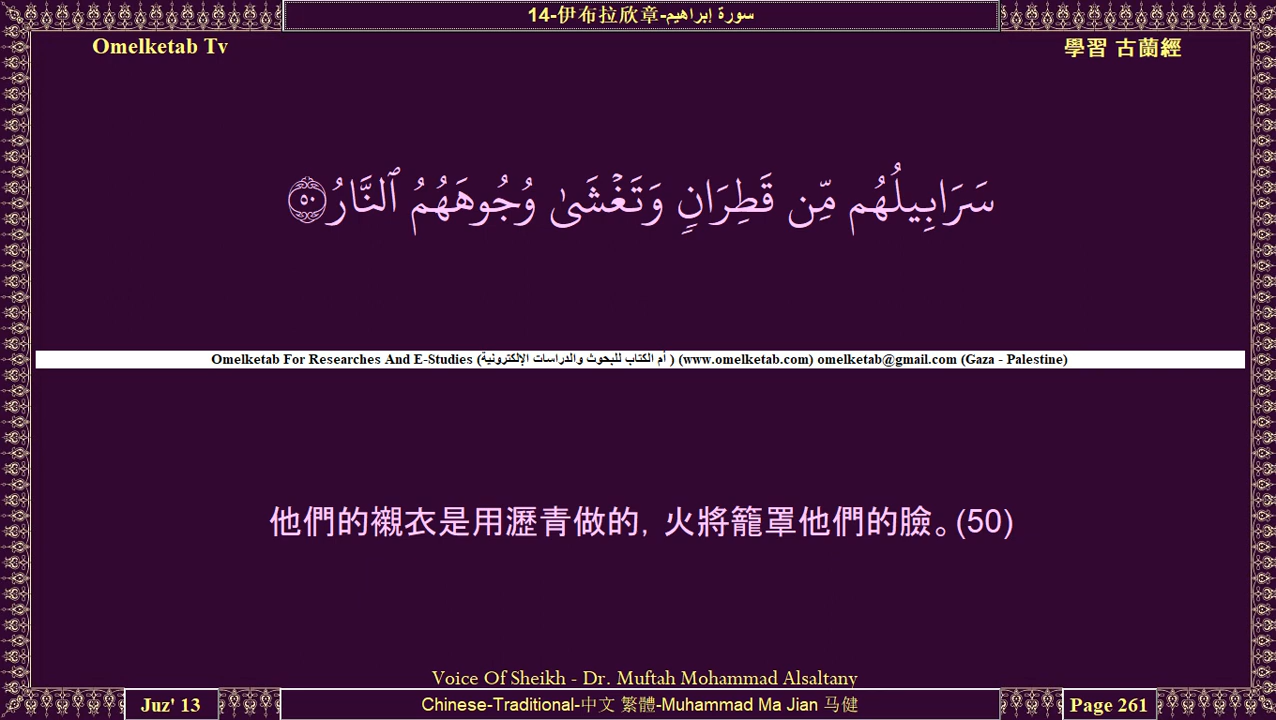 14-伊布拉欣章-سورة إبراهيم
Omelketab Tv
學習 古蘭經
سَرَابِيلُهُم مِّن قَطِرَانٍ وَتَغْشَىٰ وُجُوهَهُمُ ٱلنَّارُ ٥٠
Omelketab For Researches And E-Studies (أم الكتاب للبحوث والدراسات الإلكترونية ) (www.omelketab.com) omelketab@gmail.com (Gaza - Palestine)
他們的襯衣是用瀝青做的，火將籠罩他們的臉。(50)
Voice Of Sheikh - Dr. Muftah Mohammad Alsaltany
Juz' 13
Chinese-Traditional-中文 繁體-Muhammad Ma Jian 马健
Page 261